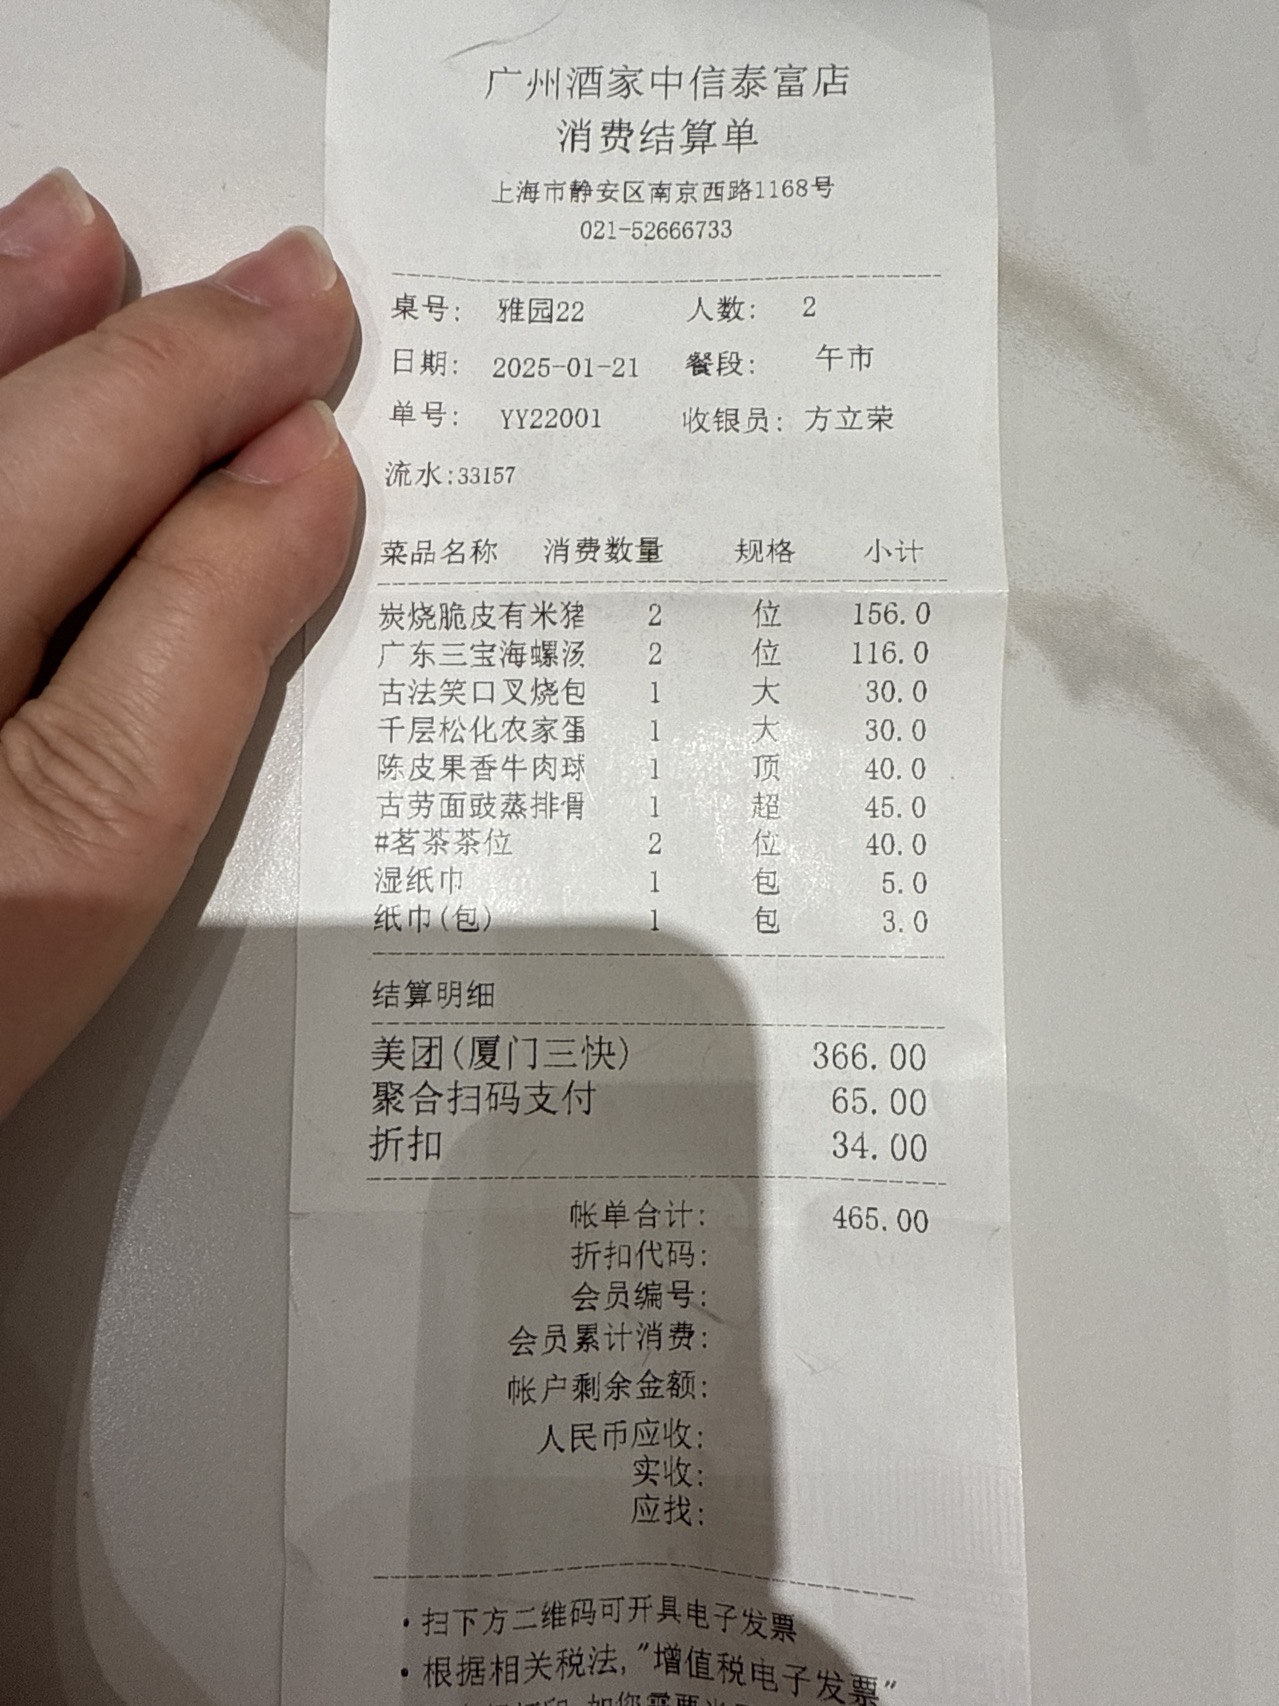 广州酒家中信泰富店
消费结算单
上海市静安区南京西路1168号
021-52666733
桌号: 雅园22 人数: 2
日期: 2025-01-21 餐段: 午市
单号: YY22001 收银员: 方立荣
流水:33157
菜品名称 消费数量 规格 小计
炭烧脆皮有米猪 2 位 156.0
广东三宝海螺汤 2 位 116.0
古法笑口叉烧包 1 大 30.0
千层松化农家蛋 1 大 30.0
陈皮果香牛肉球 1 顶 40.0
古劳面豉蒸排骨 1 超 45.0
#茗茶茶位 2 位 40.0
湿纸巾 1 包 5.0
纸巾(包) 1 包 3.0
结算明细
美团(厦门三快) 366.00
聚合扫码支付 65.00
折扣 34.00
帐单合计: 465.00
折扣代码:
会员编号:
会员累计消费:
帐户剩余金额:
人民币应收:
实收:
应找:
·扫下方二维码可开具电子发票
·根据相关税法,"增值税电子发票"